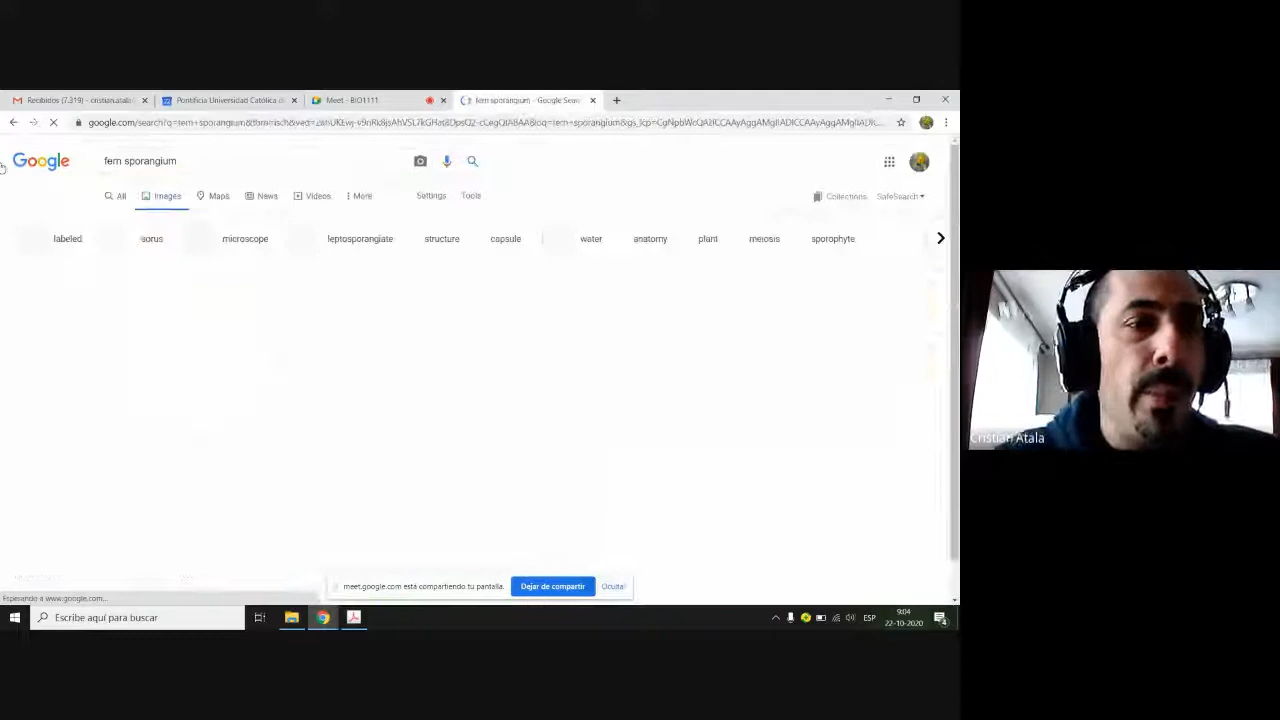 Recibidos (7.319) - cristian.atala@
Pontificia Universidad Católica d
Meet - BIO1111
fern sporangium - Google Sear
Google
fern sporangium
All
Images
Maps
News
Videos
More
Settings
Tools
Collections
SafeSearch
labeled
sorus
microscope
leptosporangiate
structure
capsule
water
anatomy
plant
meiosis
sporophyte
Cristian Atala
meet.google.com está compartiendo tu pantalla.
Dejar de compartir
Ocultar
Esperando a www.google.com...
Escribe aquí para buscar
ESP
9:04
22-10-2020
4